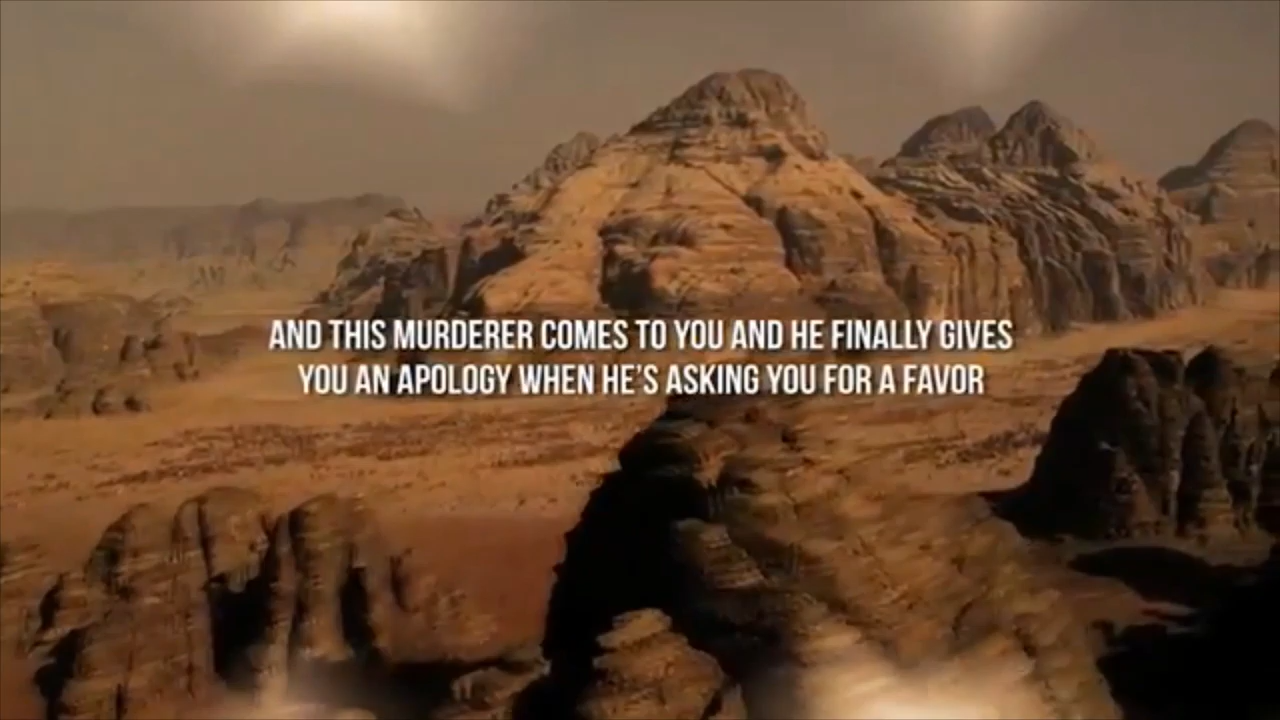 AND THIS MURDERER COMES TO YOU AND HE FINALLY GIVES
YOU AN APOLOGY WHEN HE'S ASKING YOU FOR A FAVOR